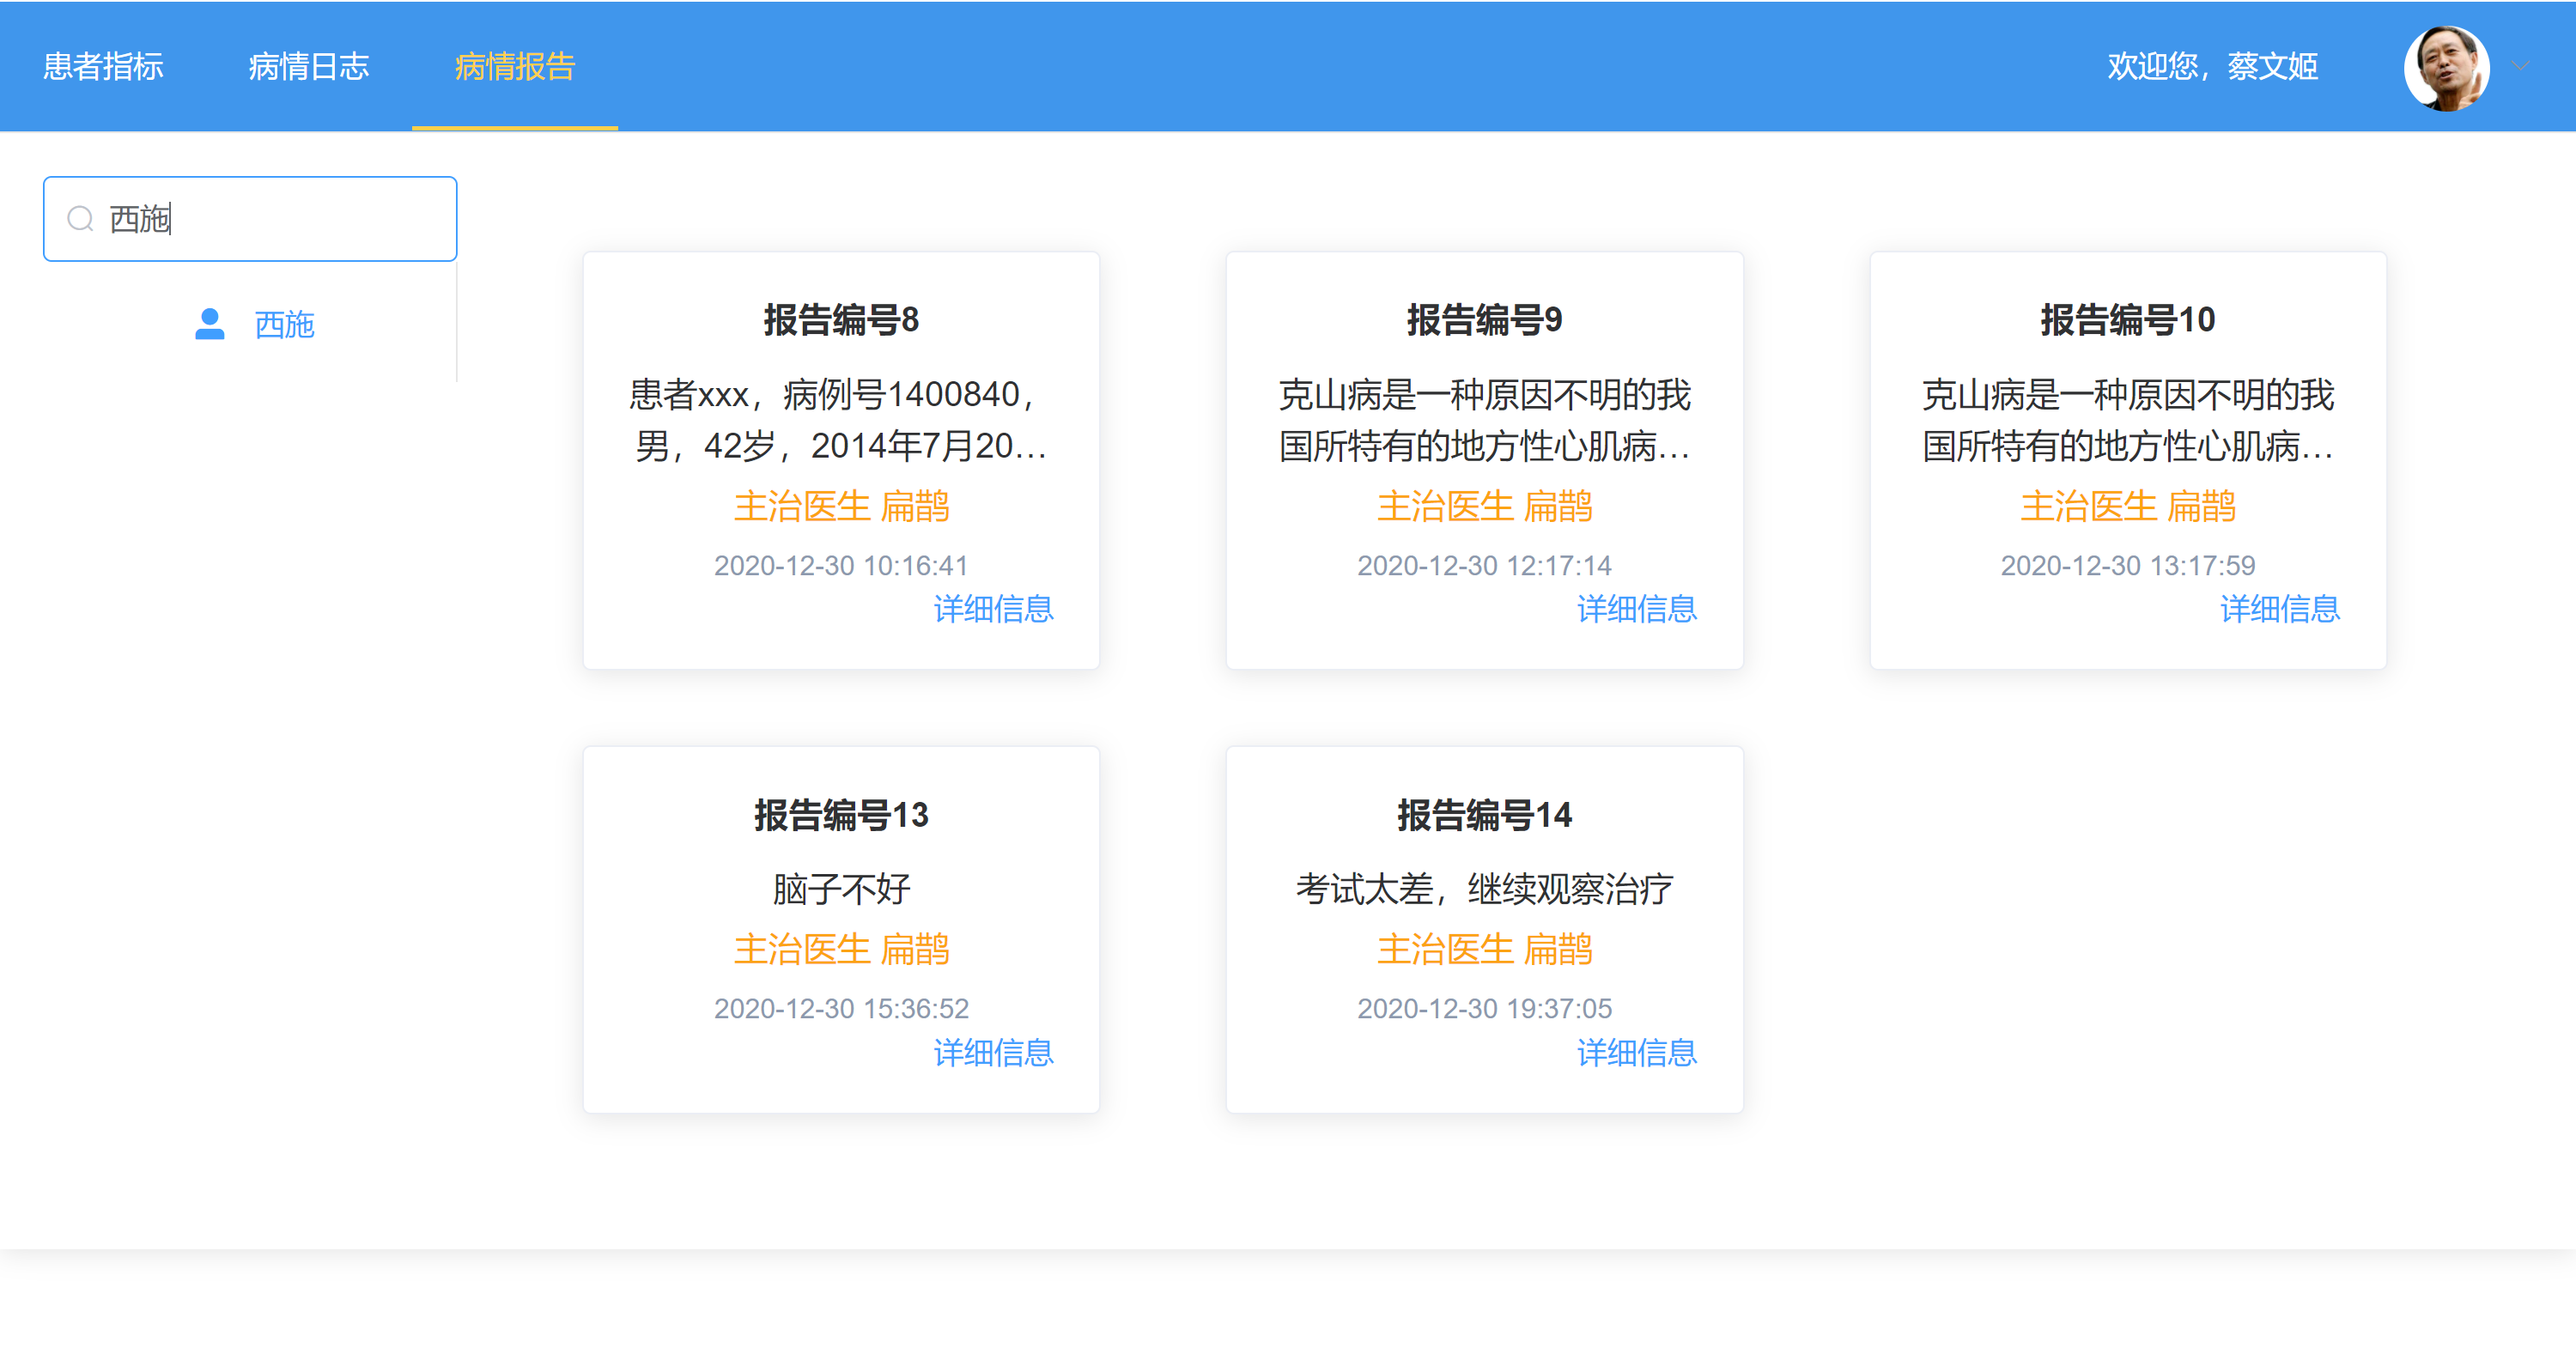 患者指标 病情日志 病情报告 欢迎您，蔡文姬
西施
西施
报告编号8
患者xxx，病例号1400840，
男，42岁，2014年7月20...
主治医生 扁鹊
2020-12-30 10:16:41
详细信息
报告编号9
克山病是一种原因不明的我
国所特有的地方性心肌病...
主治医生 扁鹊
2020-12-30 12:17:14
详细信息
报告编号10
克山病是一种原因不明的我
国所特有的地方性心肌病...
主治医生 扁鹊
2020-12-30 13:17:59
详细信息
报告编号13
脑子不好
主治医生 扁鹊
2020-12-30 15:36:52
详细信息
报告编号14
考试太差，继续观察治疗
主治医生 扁鹊
2020-12-30 19:37:05
详细信息